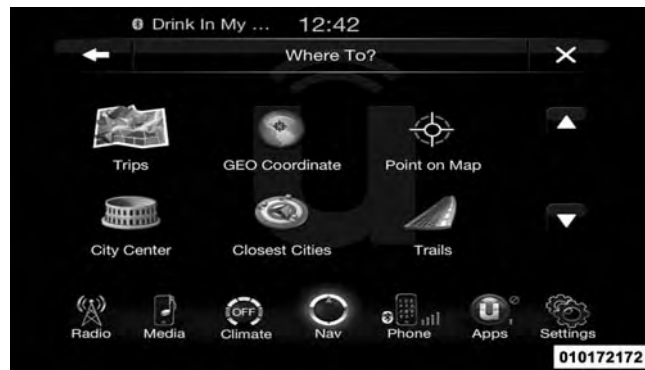 Drink In My ... 12:42
Where To?
Trips GEO Coordinate Point on Map
City Center Closest Cities Trails
OFF
Radio Media Climate Nav Phone Apps Settings
010172172